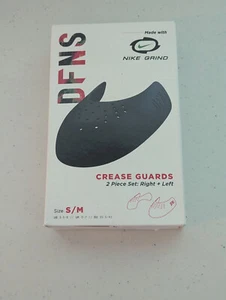 Made with
NIKE GRIND
DFNS
CREASE GUARDS
2 Piece Set: Right + Left
Size S/M